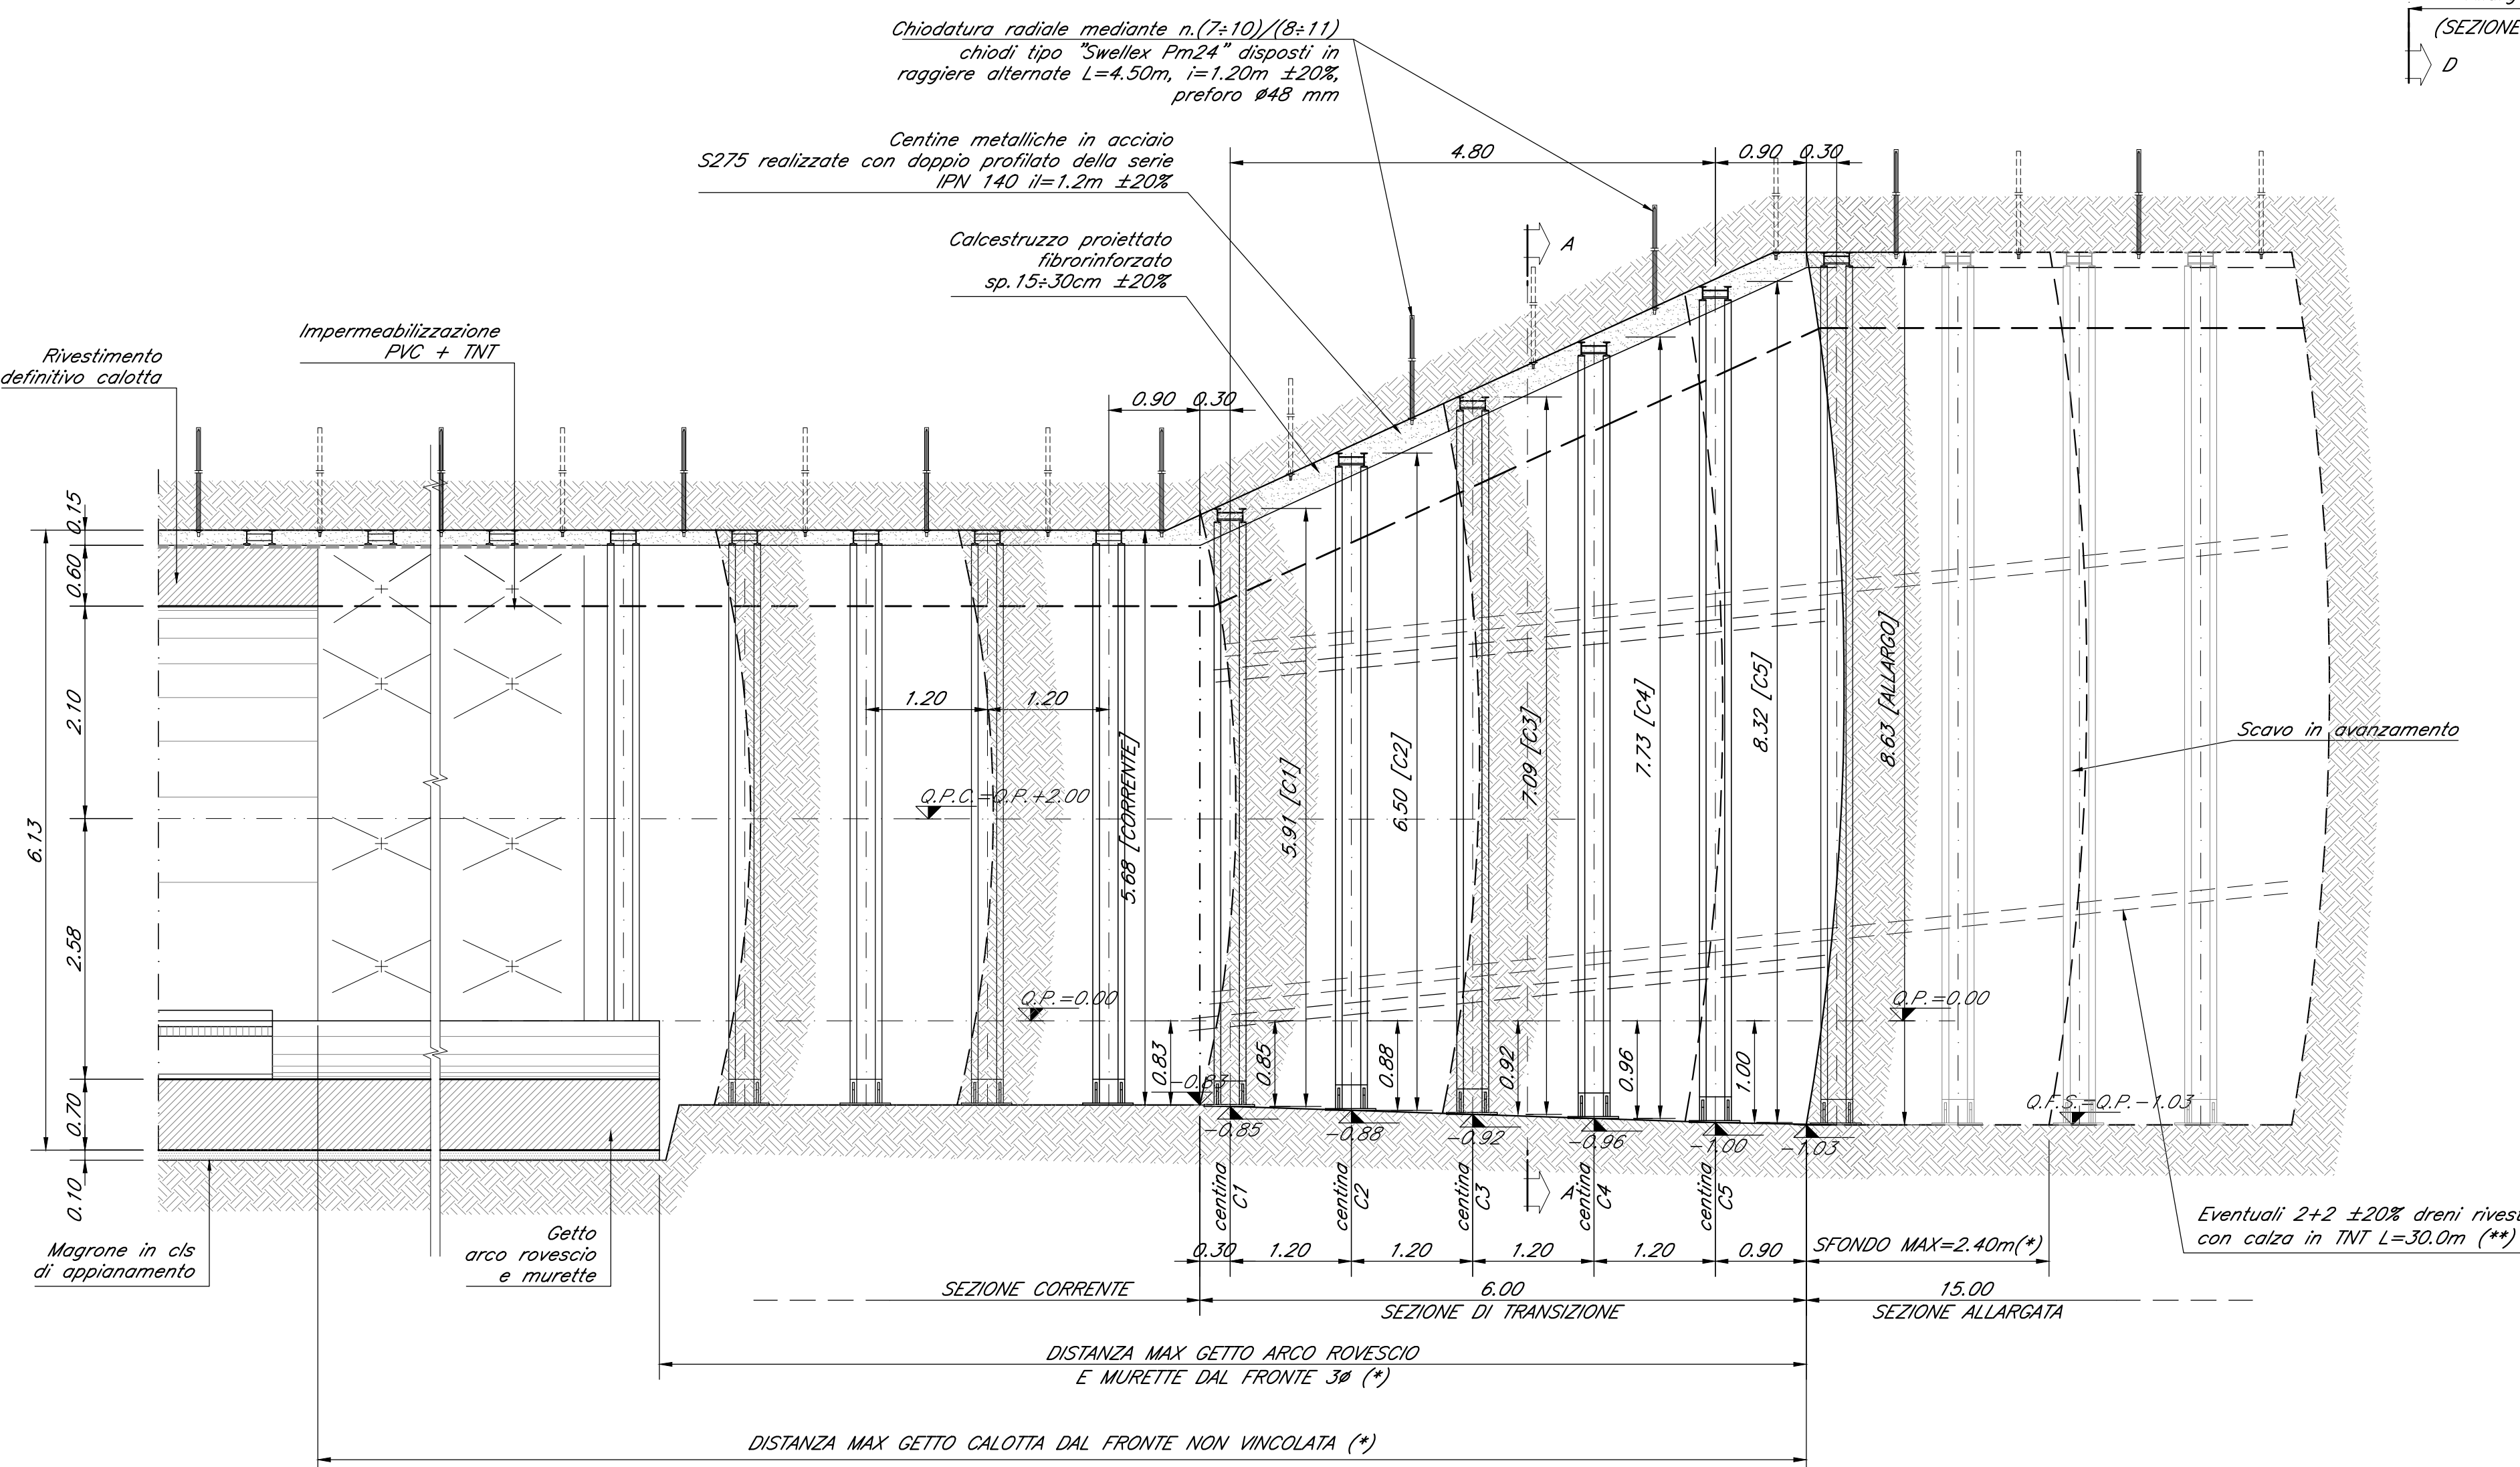 Chiodatura radiale mediante n.(7÷10)/(8÷11)
chiodi tipo "Swellex Pm24" disposti in
raggiere alternate L=4.50m, i=1.20m ±20%,
preforo ø48 mm
(SEZIONE
D
Centine metalliche in acciaio
S275 realizzate con doppio profilato della serie
IPN 140 iI=1.2m ±20%
4.80
0.90
0.30
A
Calcestruzzo proiettato
fibrorinforzato
sp.15÷30cm ±20%
Impermeabilizzazione
PVC + TNT
Rivestimento
definitivo calotta
0.90
0.30
0.15
0.60
2.10
2.58
0.70
0.10
6.13
1.20
1.20
5.68 [CORRENTE]
5.91 [C1]
6.50 [C2]
7.09 [C3]
7.73 [C4]
8.32 [C5]
8.63 [ALLARGO]
Scavo in avanzamento
Q.P.C.=Q.P.+2.00
Q.P.=0.00
Q.P.=0.00
0.83
0.85
0.88
0.92
0.96
1.00
-0.83
-0.85
-0.88
-0.92
-0.96
-1.00
-1.03
Q.F.S.=Q.P.-1.03
centina
C1
centina
C2
centina
C3
centina
C4
centina
C5
A
Magrone in cls
di appianamento
Getto
arco rovescio
e murette
Eventuali 2+2 ±20% dreni rivest
con calza in TNT L=30.0m (**)
0.30
1.20
1.20
1.20
1.20
0.90
SFONDO MAX=2.40m(*)
SEZIONE CORRENTE
6.00
SEZIONE DI TRANSIZIONE
15.00
SEZIONE ALLARGATA
DISTANZA MAX GETTO ARCO ROVESCIO
E MURETTE DAL FRONTE 3ø (*)
DISTANZA MAX GETTO CALOTTA DAL FRONTE NON VINCOLATA (*)